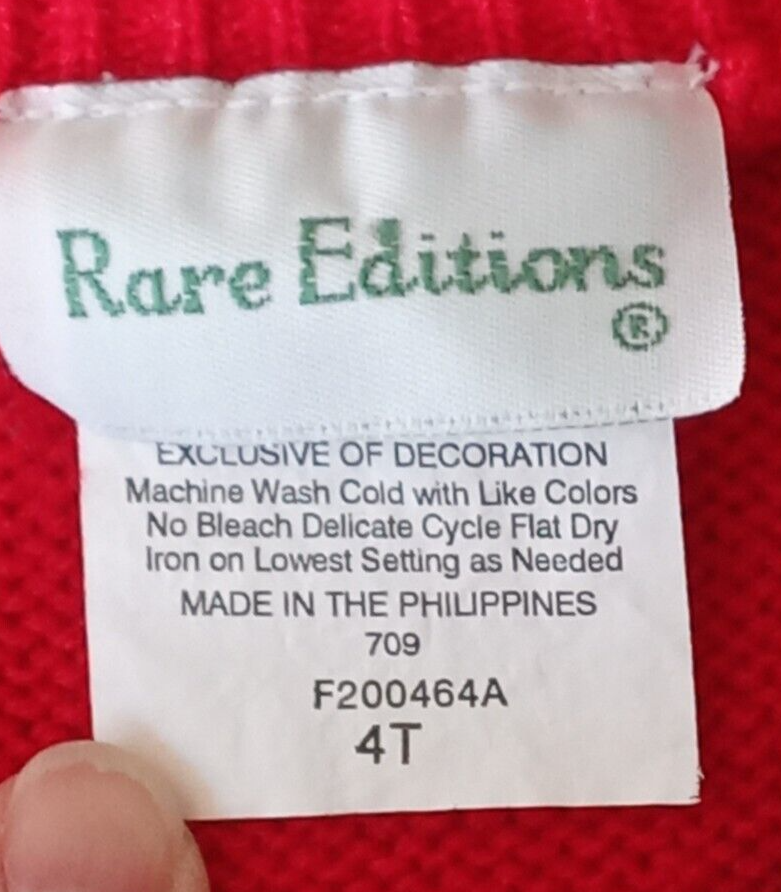 Rare Editions
®
EXCLUSIVE OF DECORATION
Machine Wash Cold with Like Colors
No Bleach Delicate Cycle Flat Dry
Iron on Lowest Setting as Needed
MADE IN THE PHILIPPINES
709
F200464A
4T